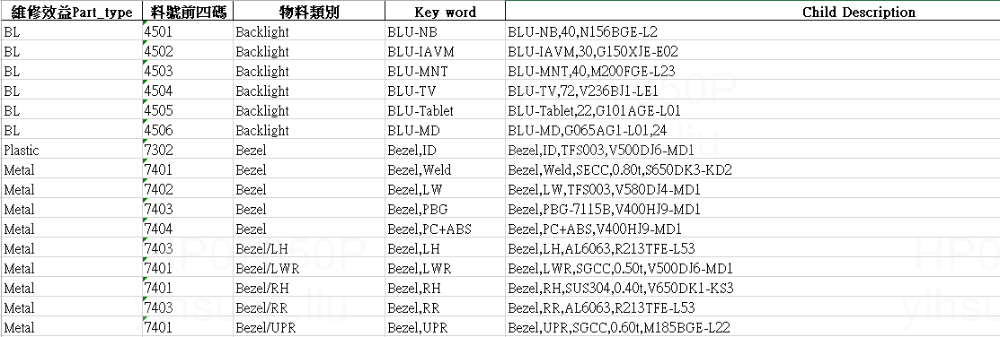 維修效益Part_type 料號前四碼 物料類別 Key word Child Description
BL 4501 Backlight BLU-NB BLU-NB,40,N156BGE-L2
BL 4502 Backlight BLU-IAVM BLU-IAVM,30,G150XJE-E02
BL 4503 Backlight BLU-MNT BLU-MNT,40,M200FGE-L23
BL 4504 Backlight BLU-TV BLU-TV,72,V236BJ1-LE1
BL 4505 Backlight BLU-Tablet BLU-Tablet,22,G101AGE-L01
BL 4506 Backlight BLU-MD BLU-MD,G065AG1-L01,24
Plastic 7302 Bezel Bezel,ID Bezel,ID,TFS003,V500DJ6-MD1
Metal 7401 Bezel Bezel,Weld Bezel,Weld,SECC,0.80t,S650DK3-KD2
Metal 7402 Bezel Bezel,LW Bezel,LW,TFS003,V580DJ4-MD1
Metal 7403 Bezel Bezel,PBG Bezel,PBG-7115B,V400HJ9-MD1
Metal 7404 Bezel Bezel,PC+ABS Bezel,PC+ABS,V400HJ9-MD1
Metal 7403 Bezel/LH Bezel,LH Bezel,LH,AL6063,R213TFE-L53
Metal 7401 Bezel/LWR Bezel,LWR Bezel,LWR,SGCC,0.50t,V500DJ6-MD1
Metal 7401 Bezel/RH Bezel,RH Bezel,RH,SUS304,0.40t,V650DK1-KS3
Metal 7403 Bezel/RR Bezel,RR Bezel,RR,AL6063,R213TFE-L53
Metal 7401 Bezel/UPR Bezel,UPR Bezel,UPR,SGCC,0.60t,M185BGE-L22